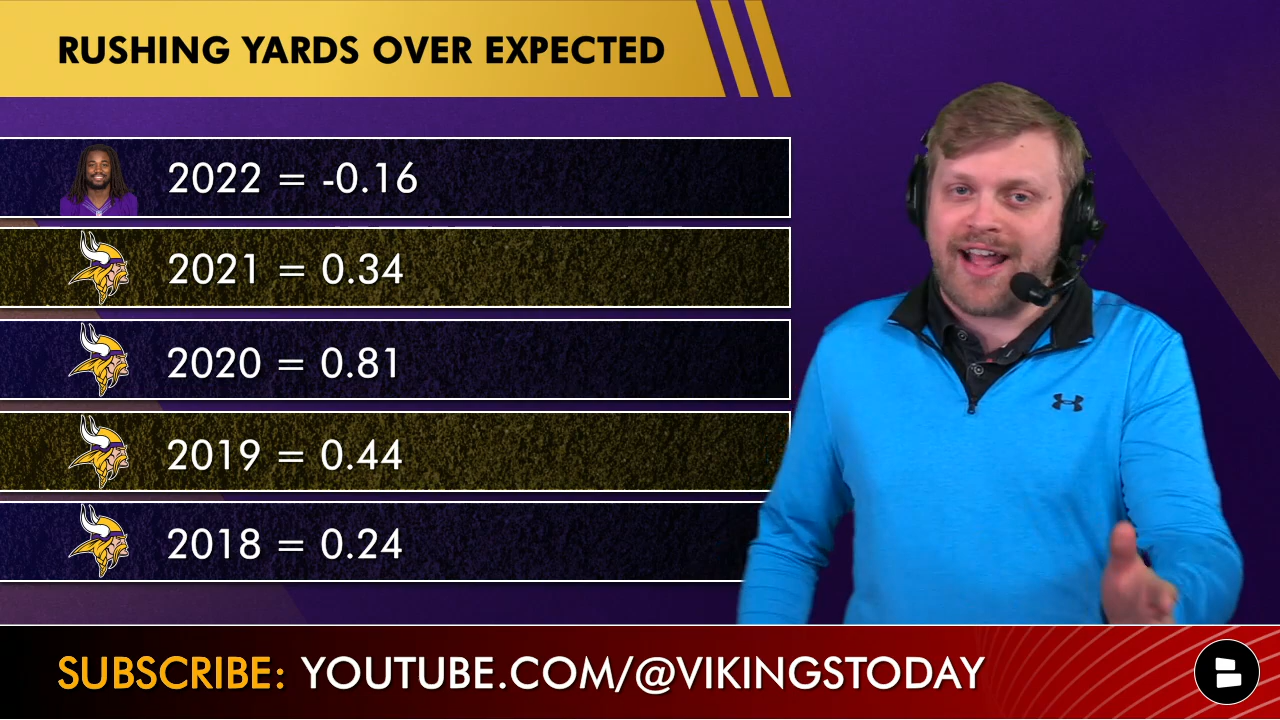 RUSHING YARDS OVER EXPECTED
2022 = -0.16
2021 = 0.34
2020 = 0.81
2019 = 0.44
2018 = 0.24
SUBSCRIBE: YOUTUBE.COM/@VIKINGSTODAY